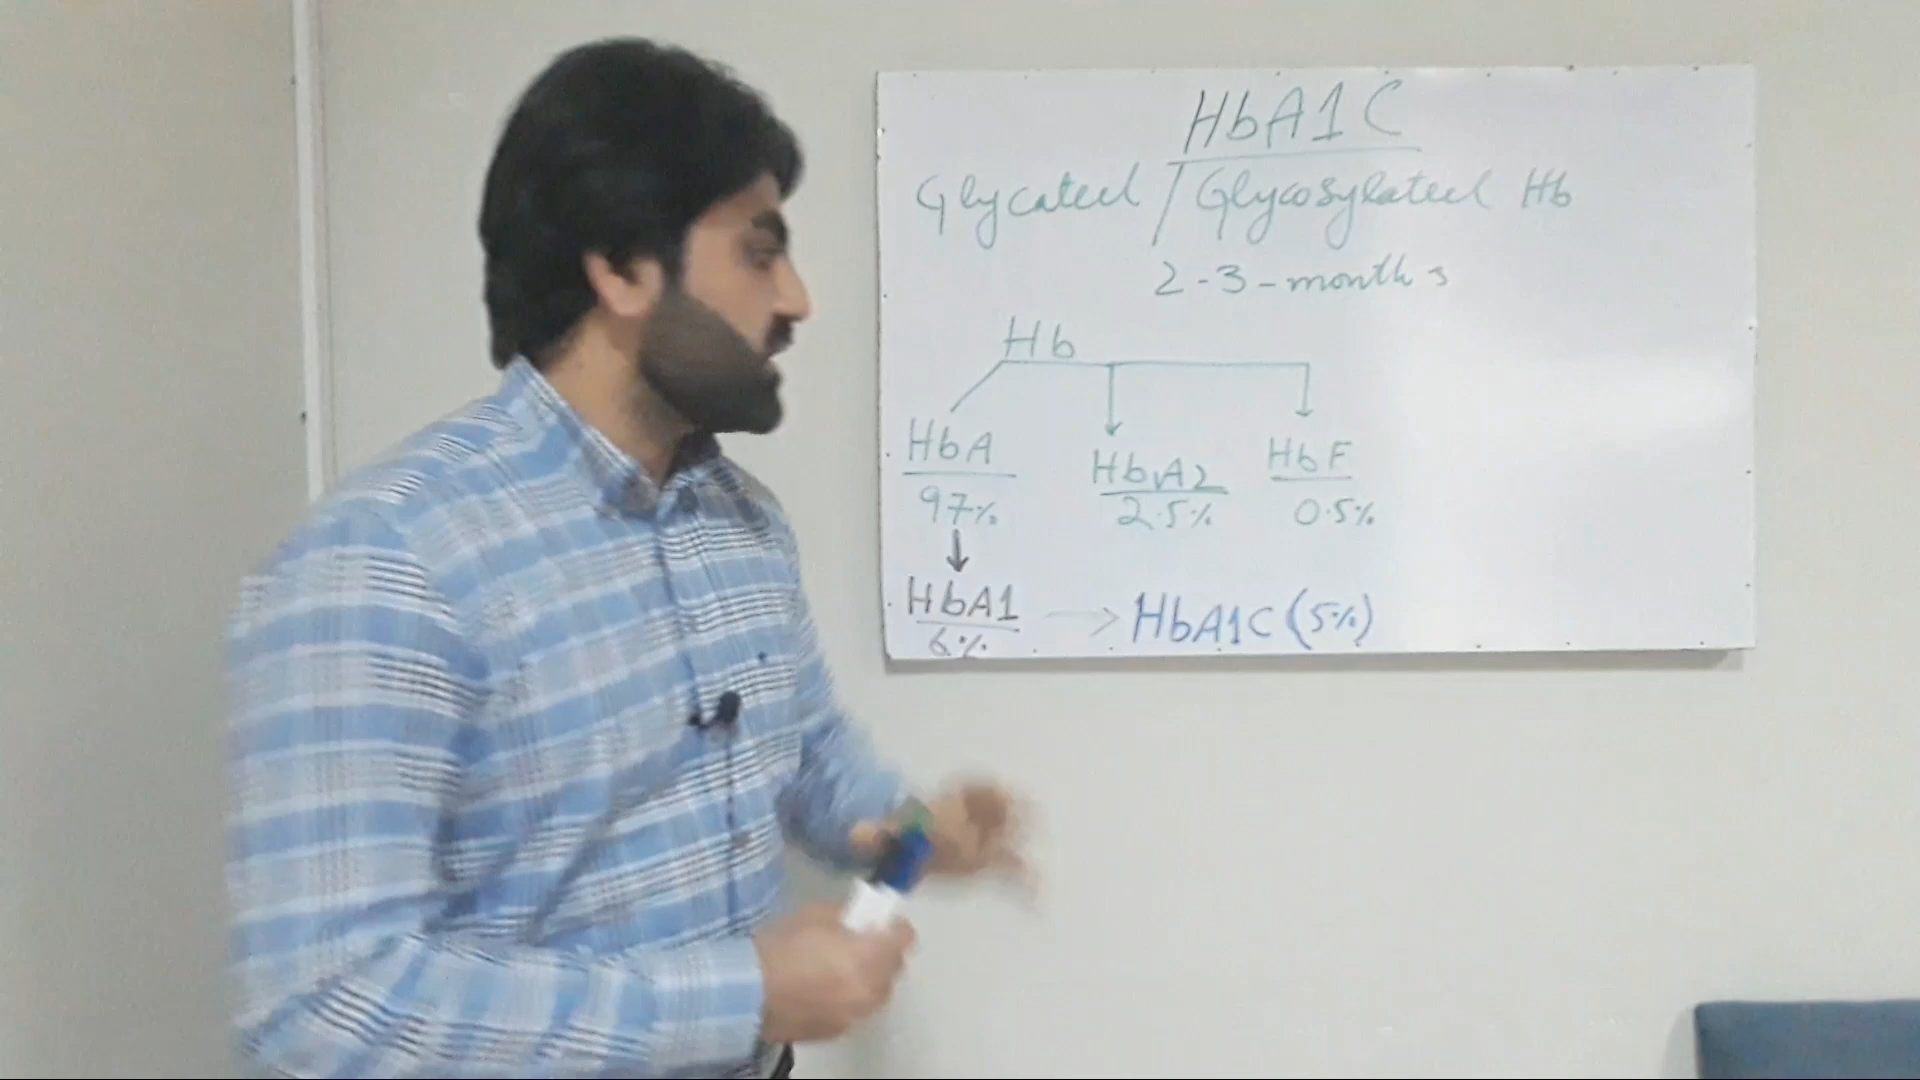 HbA1C
Glycated / Glycosylated Hb
2-3-months
Hb
HbA HbA2 HbF
97% 2.5% 0.5%
HbA1 → HbA1C (5%)
6%